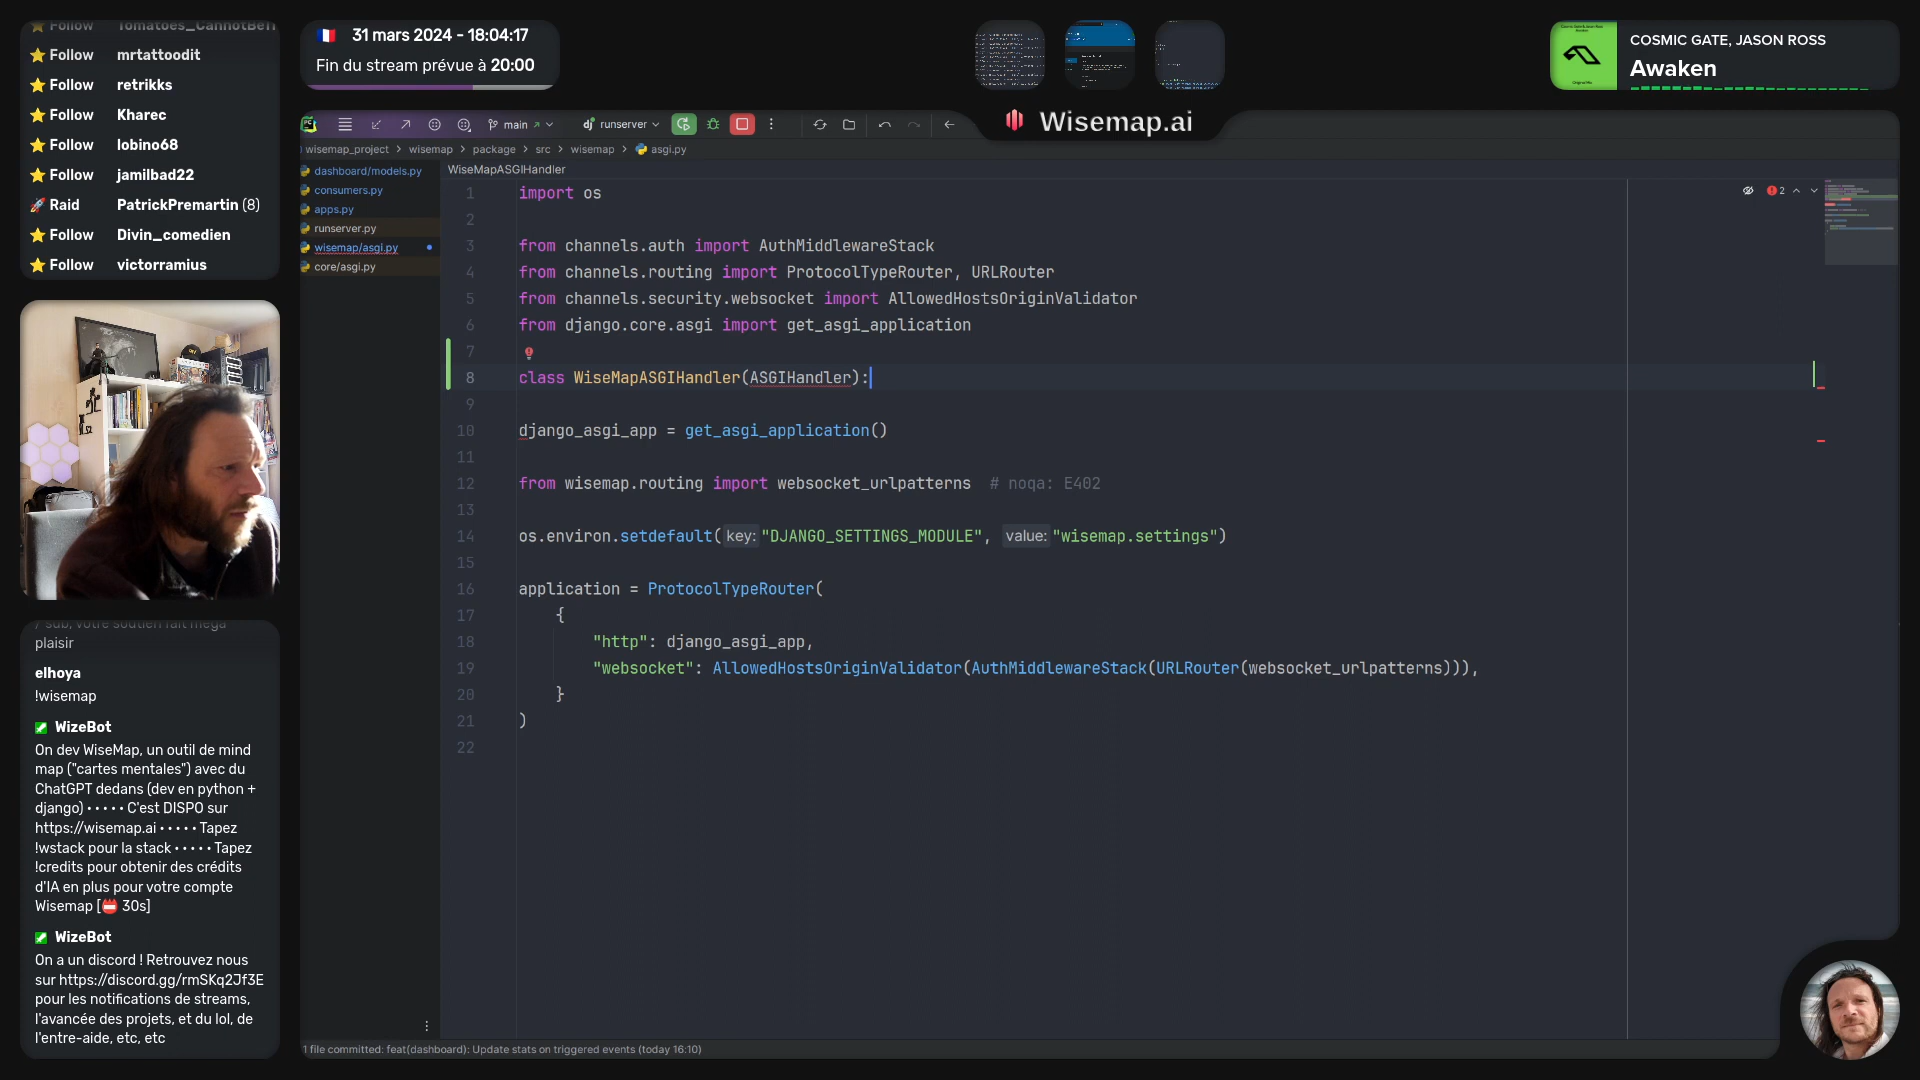 Follow Tomatoes_CannotBeTr
Follow mrtattoodit
Follow retrikks
Follow Kharec
Follow lobino68
Follow jamilbad22
Raid PatrickPremartin (8)
Follow Divin_comedien
Follow victorramius
31 mars 2024 - 18:04:17
Fin du stream prévue à 20:00
COSMIC GATE, JASON ROSS
Awaken
Wisemap.ai
main
dj runserver
wisemap_project > wisemap > package > src > wisemap > asgi.py
dashboard/models.py
consumers.py
apps.py
runserver.py
wisemap/asgi.py
core/asgi.py
WiseMapASGIHandler
2
1 import os
2
3 from channels.auth import AuthMiddlewareStack
4 from channels.routing import ProtocolTypeRouter, URLRouter
5 from channels.security.websocket import AllowedHostsOriginValidator
6 from django.core.asgi import get_asgi_application
7
8 class WiseMapASGIHandler(ASGIHandler):
9
10 django_asgi_app = get_asgi_application()
11
12 from wisemap.routing import websocket_urlpatterns  # noqa: E402
13
14 os.environ.setdefault( key: "DJANGO_SETTINGS_MODULE", value: "wisemap.settings")
15
16 application = ProtocolTypeRouter(
17 {
18 "http": django_asgi_app,
19 "websocket": AllowedHostsOriginValidator(AuthMiddlewareStack(URLRouter(websocket_urlpatterns))),
20 }
21 )
22
1 file committed: feat(dashboard): Update stats on triggered events (today 16:10)
/ sub, votre soutien fait méga
plaisir
elhoya
!wisemap
WizeBot
On dev WiseMap, un outil de mind
map ("cartes mentales") avec du
ChatGPT dedans (dev en python +
django) • • • • • C'est DISPO sur
https://wisemap.ai • • • • • Tapez
!wstack pour la stack • • • • • Tapez
!credits pour obtenir des crédits
d'IA en plus pour votre compte
Wisemap [📛 30s]
WizeBot
On a un discord ! Retrouvez nous
sur https://discord.gg/rmSKq2Jf3E
pour les notifications de streams,
l'avancée des projets, et du lol, de
l'entre-aide, etc, etc